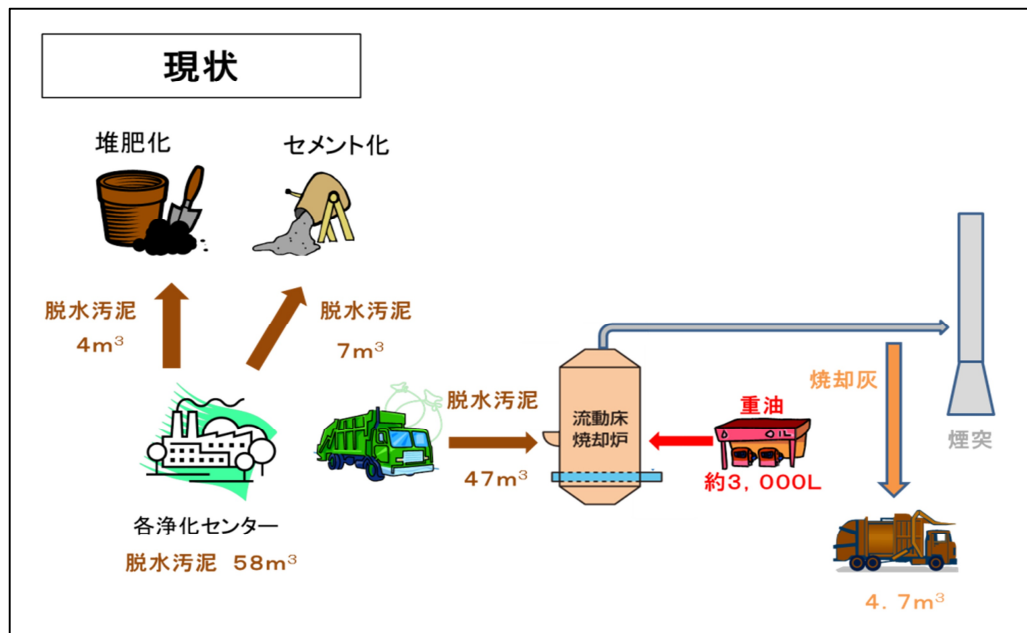 現状
堆肥化
セメント化
脱水汚泥
4m³
脱水汚泥
7m³
脱水汚泥
47m³
流動床
焼却炉
重油
OIL
約3,000L
焼却灰
煙突
各浄化センター
脱水汚泥 58m³
4.7m³